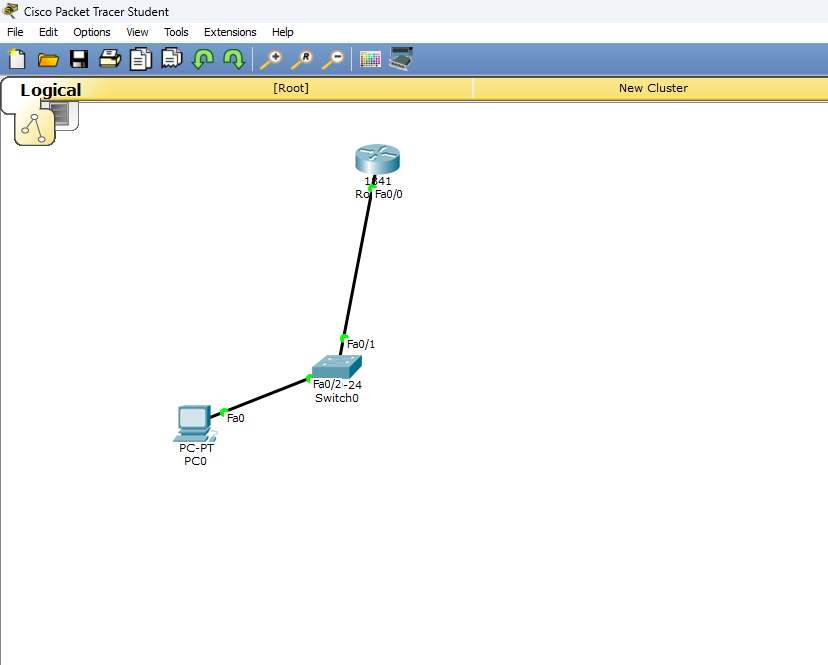 Cisco Packet Tracer Student
File Edit Options View Tools Extensions Help
Logical [Root] New Cluster
1841
Ro Fa0/0
Fa0/1
Fa0/2 -24
Switch0
Fa0
PC-PT
PC0